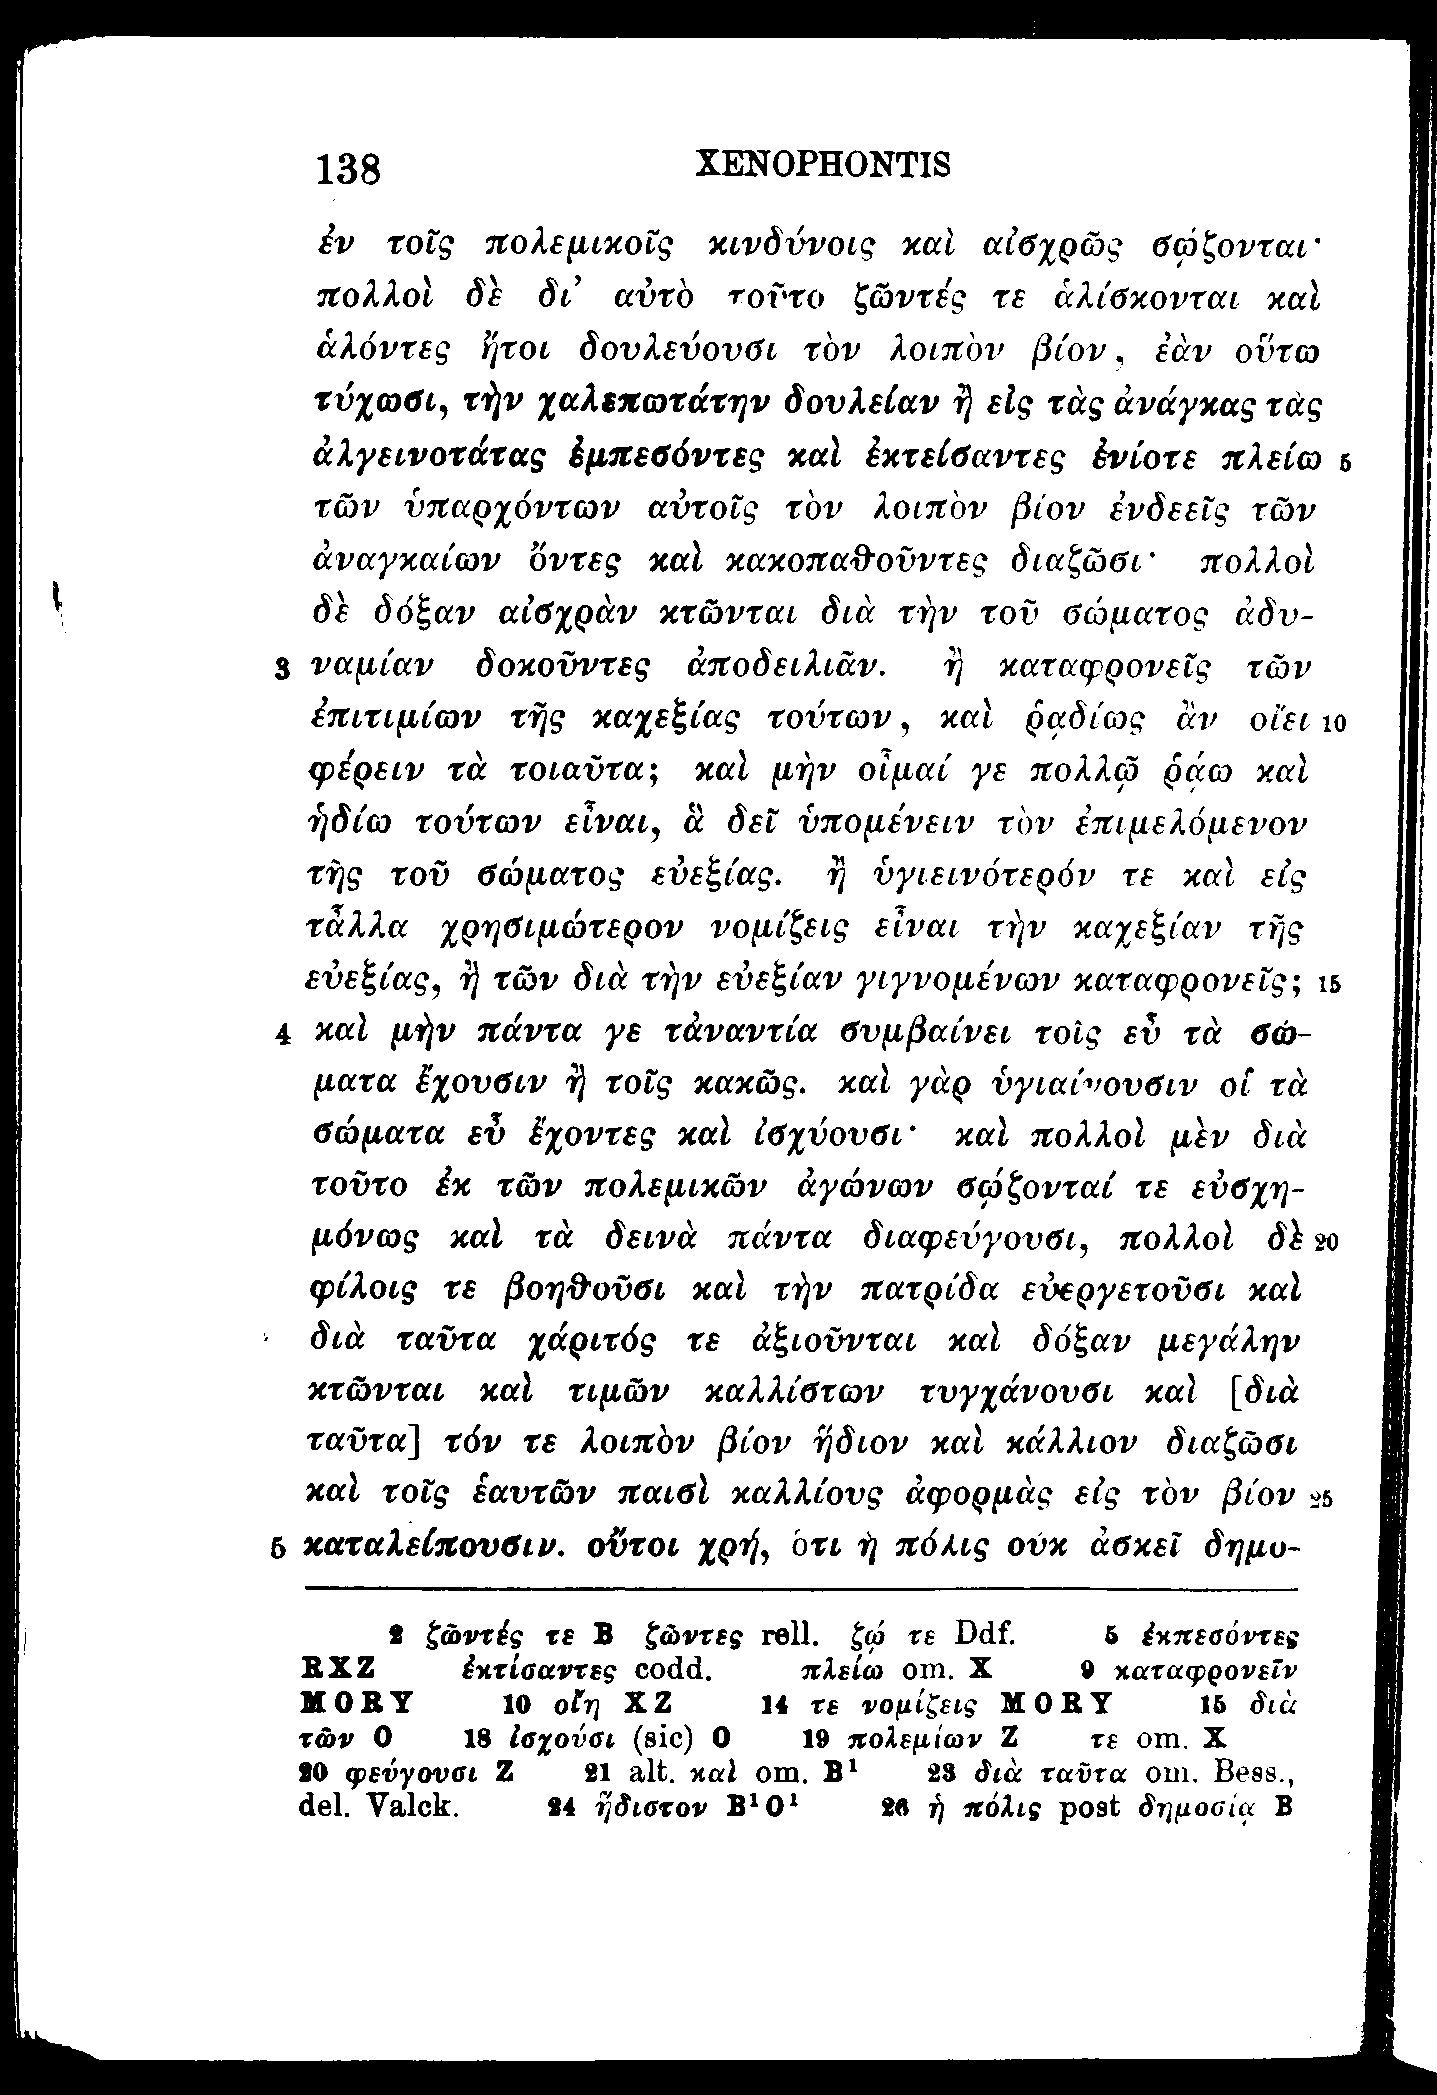 138 XENOPHONTIS
ἐν τοῖς πολεμικοῖς κινδύνοις καὶ αἰσχρῶς σῴζονται·
πολλοὶ δὲ δι’ αὐτὸ τοῦτο ζῶντές τε ἁλίσκονται καὶ
ἁλόντες ἤτοι δουλεύουσι τὸν λοιπὸν βίον, ἐὰν οὕτω
τύχωσι, τὴν χαλεπωτάτην δουλείαν ἢ εἰς τὰς ἀνάγκας τὰς
ἀλγεινοτάτας ἐμπεσόντες καὶ ἐκτείσαντες ἐνίοτε πλείω 5
τῶν ὑπαρχόντων αὐτοῖς τὸν λοιπὸν βίον ἐνδεεῖς τῶν
ἀναγκαίων ὄντες καὶ κακοπαθοῦντες διαζῶσι· πολλοὶ
δὲ δόξαν αἰσχρὰν κτῶνται διὰ τὴν τοῦ σώματος ἀδυ-
3 ναμίαν δοκοῦντες ἀποδειλιᾶν. ἢ καταφρονεῖς τῶν
ἐπιτιμίων τῆς καχεξίας τούτων, καὶ ῥᾳδίως ἂν οἴει 10
φέρειν τὰ τοιαῦτα; καὶ μὴν οἶμαί γε πολλῷ ῥᾴω καὶ
ἡδίω τούτων εἶναι, ἃ δεῖ ὑπομένειν τὸν ἐπιμελόμενον
τῆς τοῦ σώματος εὐεξίας. ἢ ὑγιεινότερόν τε καὶ εἰς
τἆλλα χρησιμώτερον νομίζεις εἶναι τὴν καχεξίαν τῆς
εὐεξίας, ἢ τῶν διὰ τὴν εὐεξίαν γιγνομένων καταφρονεῖς; 15
4 καὶ μὴν πάντα γε τἀναντία συμβαίνει τοῖς εὖ τὰ σώ-
ματα ἔχουσιν ἢ τοῖς κακῶς. καὶ γὰρ ὑγιαίνουσιν οἱ τὰ
σώματα εὖ ἔχοντες καὶ ἰσχύουσι· καὶ πολλοὶ μὲν διὰ
τοῦτο ἐκ τῶν πολεμικῶν ἀγώνων σῴζονταί τε εὐσχη-
μόνως καὶ τὰ δεινὰ πάντα διαφεύγουσι, πολλοὶ δὲ 20
φίλοις τε βοηθοῦσι καὶ τὴν πατρίδα εὐεργετοῦσι καὶ
διὰ ταῦτα χάριτός τε ἀξιοῦνται καὶ δόξαν μεγάλην
κτῶνται καὶ τιμῶν καλλίστων τυγχάνουσι καὶ [διὰ
ταῦτα] τόν τε λοιπὸν βίον ἥδιον καὶ κάλλιον διαζῶσι
καὶ τοῖς ἑαυτῶν παισὶ καλλίους ἀφορμὰς εἰς τὸν βίον 25
5 καταλείπουσιν. οὔτοι χρή, ὅτι ἡ πόλις οὐκ ἀσκεῖ δημο-
2 ζῶντές τε B ζῶντες rell. ζῴ τε Ddf. 5 ἐκπεσόντες
RXZ ἐκτίσαντες codd. πλείω om. X 9 καταφρονεῖν
MORY 10 οἴῃ XZ 14 τε νομίζεις MORY 15 διὰ
τῶν O 18 ἰσχούσι (sic) O 19 πολεμίων Z τε om. X
20 φεύγουσι Z 21 alt. καὶ om. B¹ 23 διὰ ταῦτα om. Bess.,
del. Valck. 24 ἥδιστον B¹O¹ 26 ἡ πόλις post δημοσίᾳ B